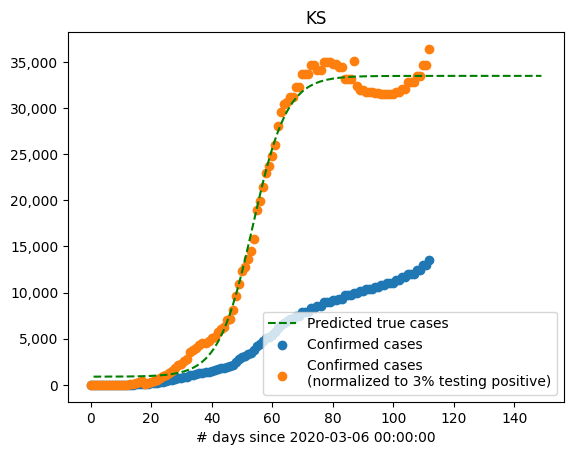 KS
35,000
30,000
25,000
20,000
15,000
10,000
5,000
0
Predicted true cases
Confirmed cases
Confirmed cases
(normalized to 3% testing positive)
0 20 40 60 80 100 120 140
# days since 2020-03-06 00:00:00